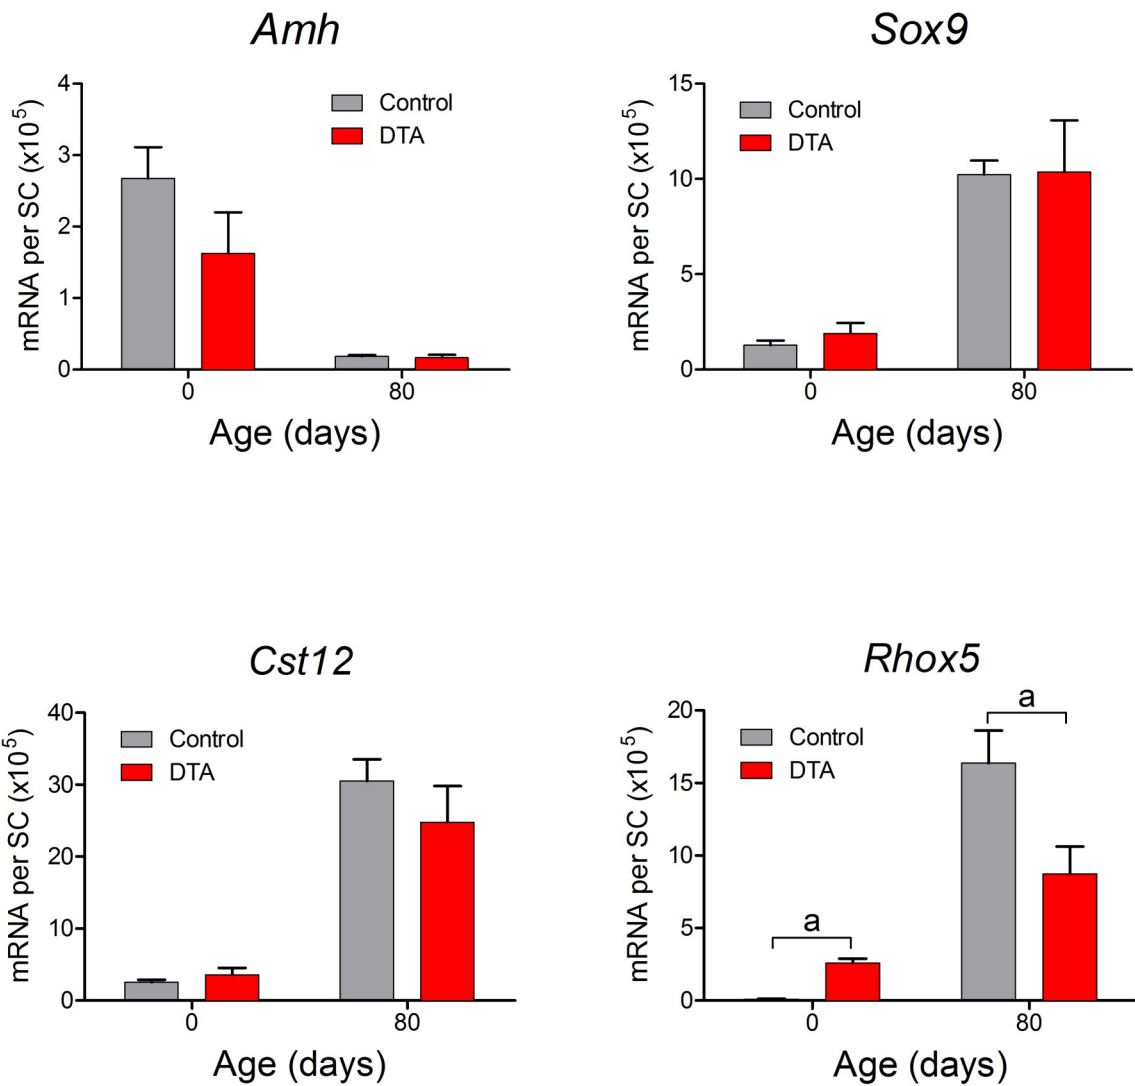 Amh
mRNA per SC (x10⁵)
4
3
2
1
0
Control
DTA
0 80
Age (days)
Sox9
mRNA per SC (x10⁵)
15
10
5
0
Control
DTA
0 80
Age (days)
Cst12
mRNA per SC (x10⁵)
40
30
20
10
0
Control
DTA
0 80
Age (days)
Rhox5
mRNA per SC (x10⁵)
20
15
10
5
0
Control
DTA
a
a
0 80
Age (days)